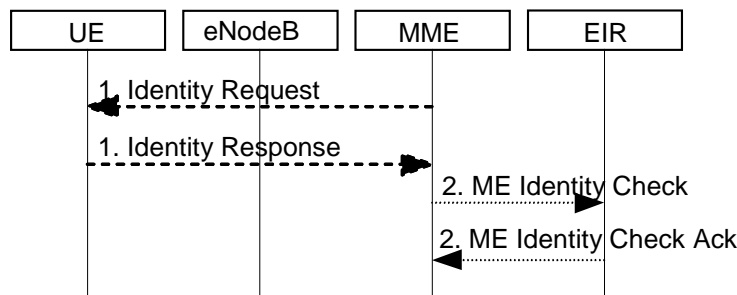 UE eNodeB MME EIR
1. Identity Request
1. Identity Response
2. ME Identity Check
2. ME Identity Check Ack